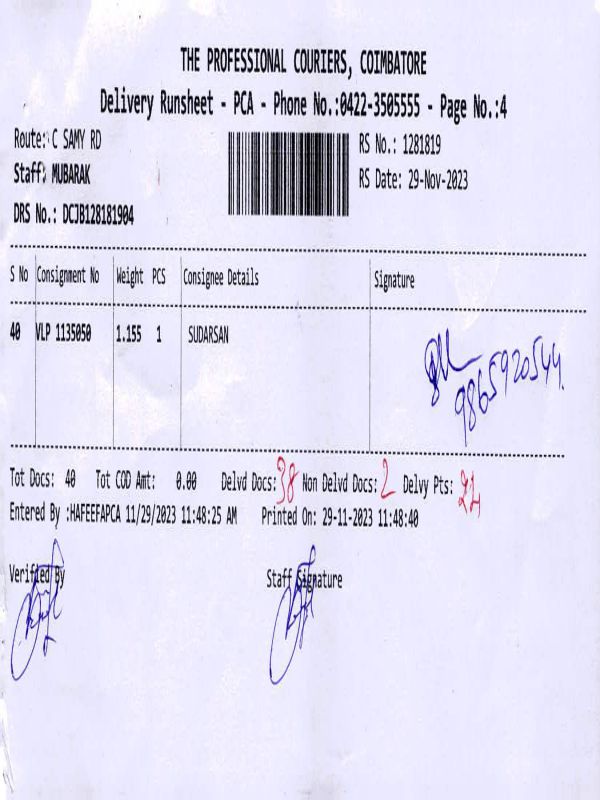 THE PROFESSIONAL COURIERS, COIMBATORE
Delivery Runsheet - PCA - Phone No.:0422-3505555 - Page No.:4
Route: C SAMY RD
RS No.: 1281819
Staff: MUBARAK
RS Date: 29-Nov-2023
DRS No.: DCJB128181904
S No Consignment No Weight PCS Consignee Details Signature
40 VLP 1135050 1.155 1 SUDARSAN
9865920544
Tot Docs: 40 Tot COD Amt: 0.00 Delvd Docs: 38 Non Delvd Docs: 2 Delvy Pts:
Entered By :HAFEEFAPCA 11/29/2023 11:48:25 AM Printed On: 29-11-2023 11:48:40
Verified By Staff Signature